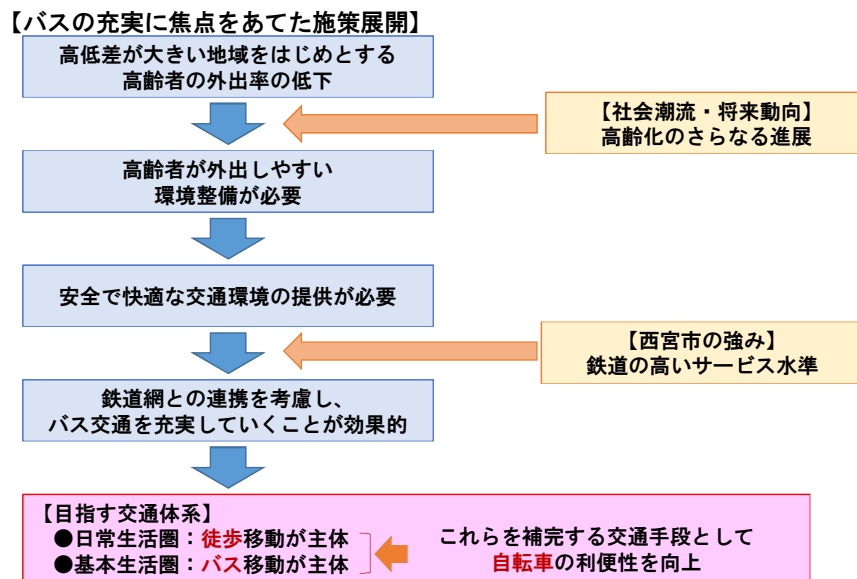 【バスの充実に焦点をあてた施策展開】
高低差が大きい地域をはじめとする
高齢者の外出率の低下
【社会潮流・将来動向】
高齢化のさらなる進展
高齢者が外出しやすい
環境整備が必要
安全で快適な交通環境の提供が必要
【西宮市の強み】
鉄道の高いサービス水準
鉄道網との連携を考慮し、
バス交通を充実していくことが効果的
【目指す交通体系】
●日常生活圏：徒歩移動が主体
●基本生活圏：バス移動が主体
これらを補完する交通手段として
自転車の利便性を向上